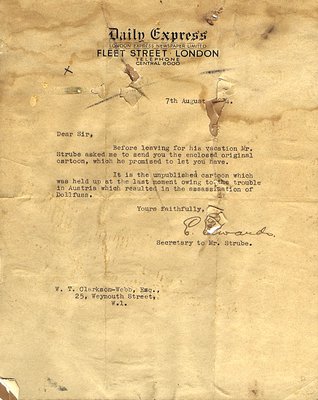 Daily Express
LONDON EXPRESS NEWSPAPER LIMITED
FLEET STREET · LONDON
TELEPHONE
CENTRAL 8000
7th August
Dear Sir,
Before leaving for his vacation Mr.
Strube asked me to send you the enclosed original
cartoon, which he promised to let you have.
It is the unpublished cartoon which
was held up at the last moment owing to the trouble
in Austria which resulted in the assassination of
Dollfuss.
Yours Faithfully,
C. Edwards
Secretary to Mr. Strube.
W. T. Clarkson-Webb, Esq.,
25, Weymouth Street,
W.1.